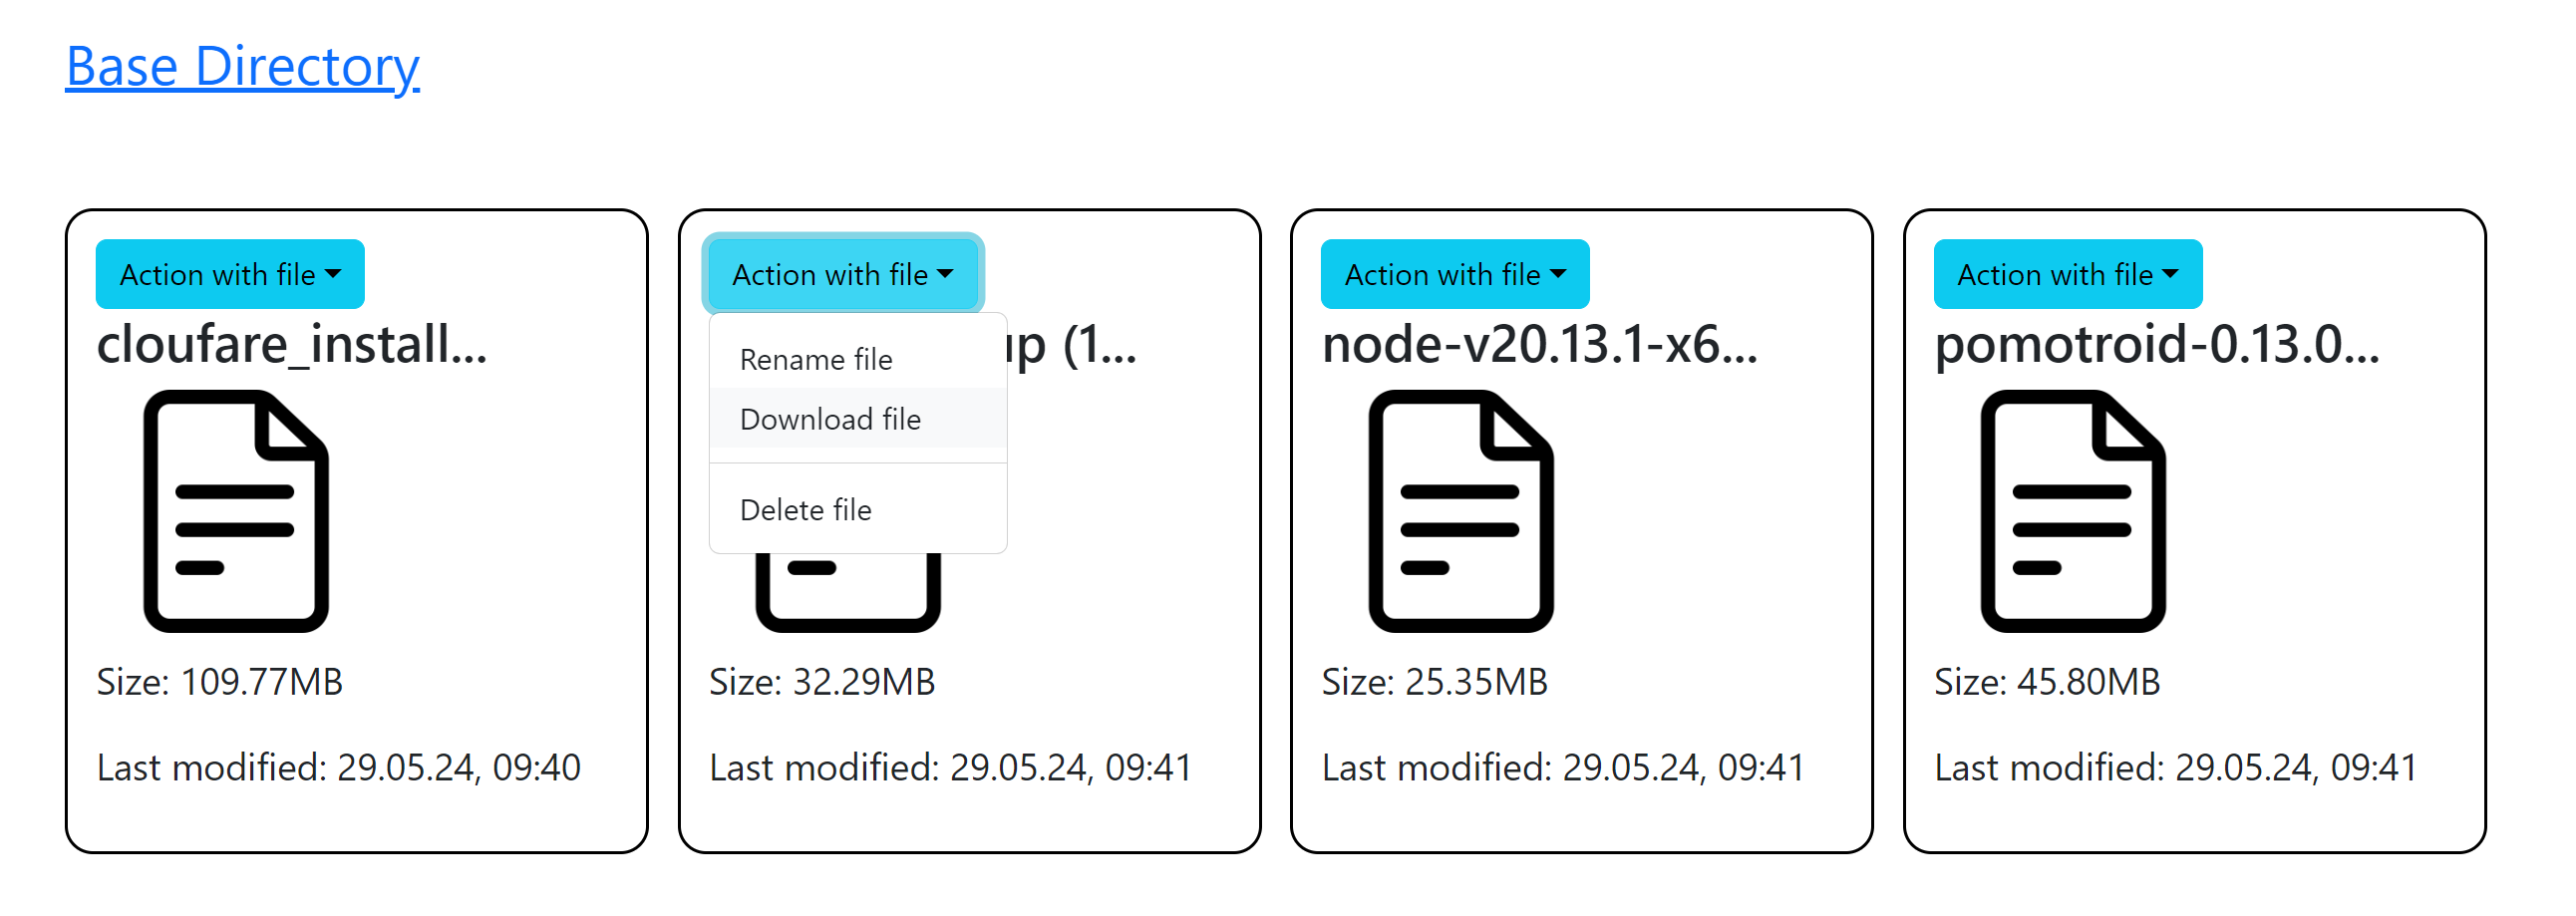 Base Directory
Action with file
cloufare_install...
Size: 109.77MB
Last modified: 29.05.24, 09:40
Action with file
Rename file
Download file
Delete file
(1...
Size: 32.29MB
Last modified: 29.05.24, 09:41
Action with file
node-v20.13.1-x6...
Size: 25.35MB
Last modified: 29.05.24, 09:41
Action with file
pomotroid-0.13.0...
Size: 45.80MB
Last modified: 29.05.24, 09:41